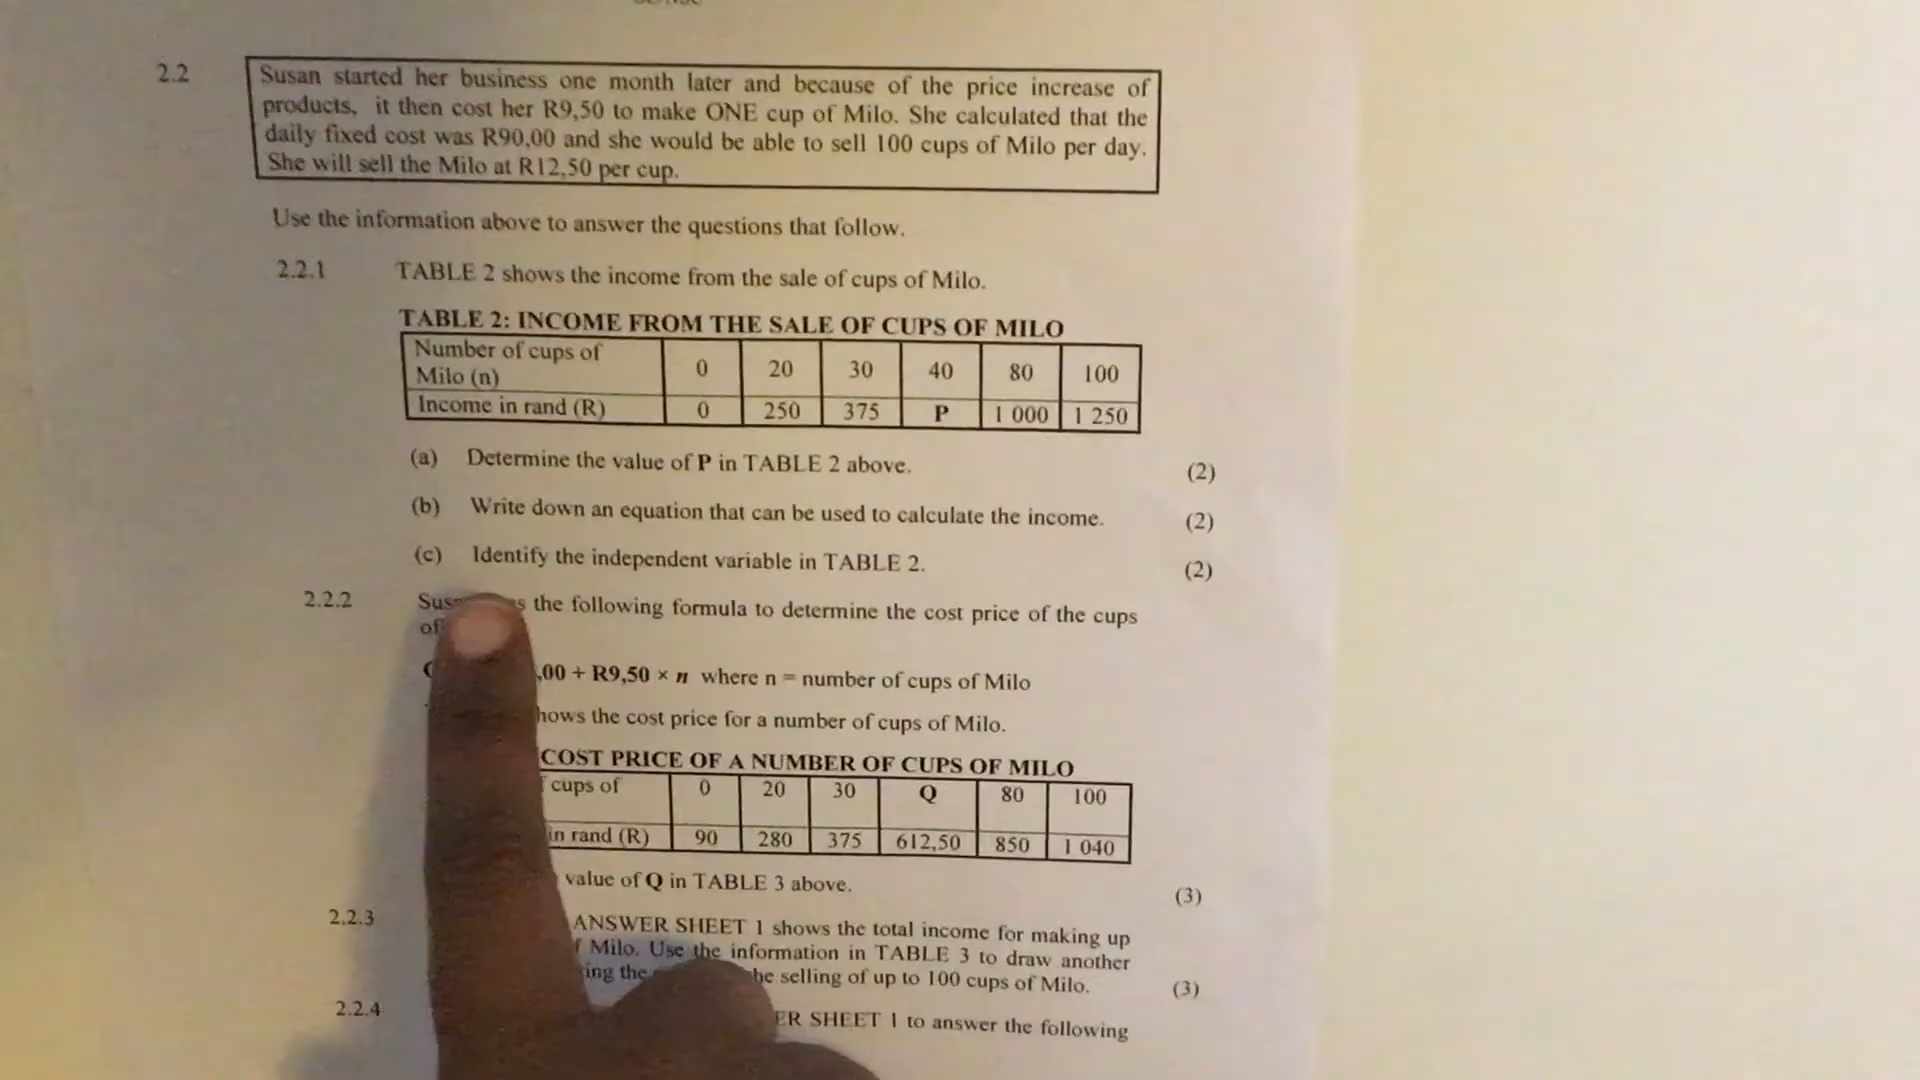 2.2 Susan started her business one month later and because of the price increase of
products, it then cost her R9,50 to make ONE cup of Milo. She calculated that the
daily fixed cost was R90,00 and she would be able to sell 100 cups of Milo per day.
She will sell the Milo at R12,50 per cup.
Use the information above to answer the questions that follow.
2.2.1 TABLE 2 shows the income from the sale of cups of Milo.
TABLE 2: INCOME FROM THE SALE OF CUPS OF MILO
Number of cups of
Milo (n) 0 20 30 40 80 100
Income in rand (R) 0 250 375 P 1 000 1 250
(a) Determine the value of P in TABLE 2 above. (2)
(b) Write down an equation that can be used to calculate the income. (2)
(c) Identify the independent variable in TABLE 2. (2)
2.2.2 the following formula to determine the cost price of the cups
of
,00 + R9,50 × n where n = number of cups of Milo
the cost price for a number of cups of Milo.
COST PRICE OF A NUMBER OF CUPS OF MILO
cups of 0 20 30 Q 80 100
in rand (R) 90 280 375 612,50 850 1 040
value of Q in TABLE 3 above. (3)
2.2.3 ANSWER SHEET 1 shows the total income for making up
Milo. Use the information in TABLE 3 to draw another
the selling of up to 100 cups of Milo. (3)
2.2.4 SHEET 1 to answer the following